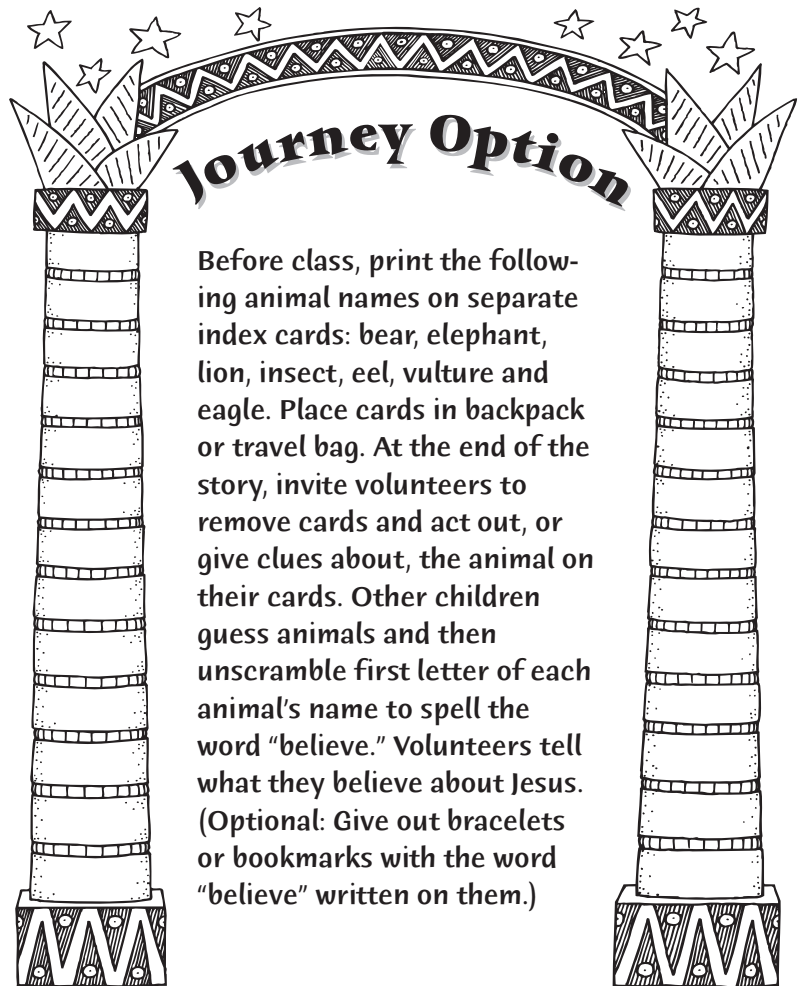 Journey Option
Before class, print the follow-
ing animal names on separate
index cards: bear, elephant,
lion, insect, eel, vulture and
eagle. Place cards in backpack
or travel bag. At the end of the
story, invite volunteers to
remove cards and act out, or
give clues about, the animal on
their cards. Other children
guess animals and then
unscramble first letter of each
animal’s name to spell the
word “believe.” Volunteers tell
what they believe about Jesus.
(Optional: Give out bracelets
or bookmarks with the word
“believe” written on them.)